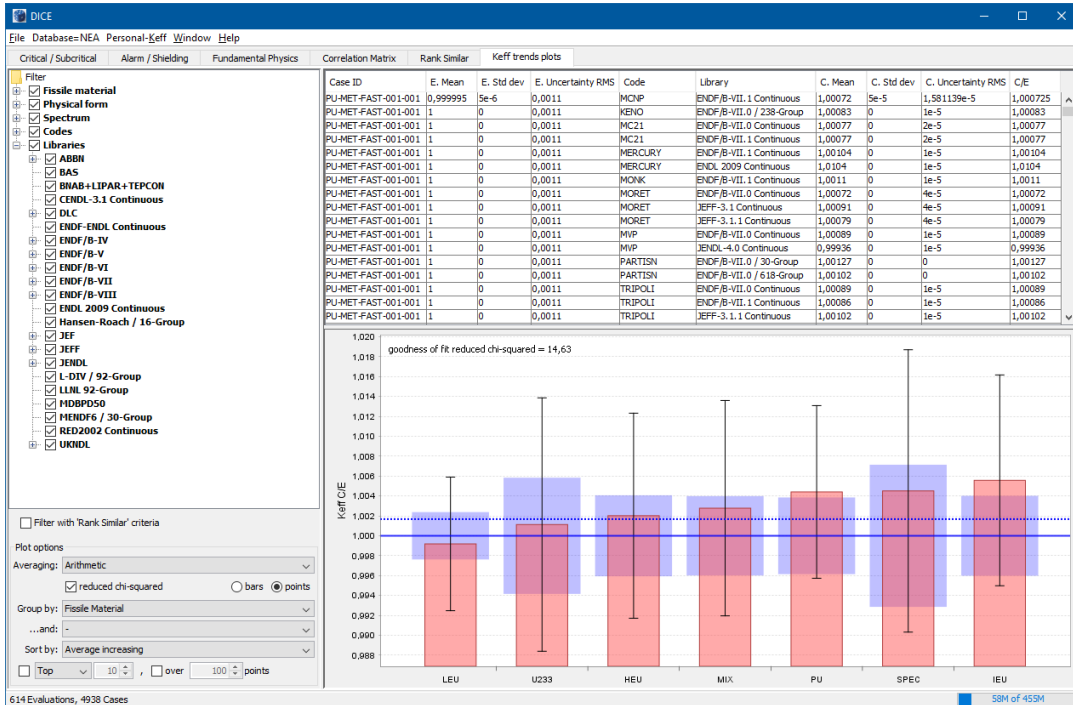 DICE
File Database=NEA Personal-Keff Window Help
Critical / Subcritical Alarm / Shielding Fundamental Physics Correlation Matrix Rank Similar Keff trends plots
Filter
Fissile material
Physical form
Spectrum
Codes
Libraries
ABBN
BAS
BNAB+LIPAR+TEPCON
CENDL-3.1 Continuous
DLC
ENDF-ENDL Continuous
ENDF/B-IV
ENDF/B-V
ENDF/B-VI
ENDF/B-VII
ENDF/B-VIII
ENDL 2009 Continuous
Hansen-Roach / 16-Group
JEF
JEFF
JENDL
L-DIV / 92-Group
LLNL 92-Group
MDBPD50
MENDF6 / 30-Group
RED2002 Continuous
UKNDL
Filter with 'Rank Similar' criteria
Plot options
Averaging: Arithmetic
reduced chi-squared bars points
Group by: Fissile Material
...and: -
Sort by: Average increasing
Top 10 , over 100 points
Case ID E. Mean E. Std dev E. Uncertainty RMS Code Library C. Mean C. Std dev C. Uncertainty RMS C/E
PU-MET-FAST-001-001 0,999995 5e-6 0,0011 MCNP ENDF/B-VII.1 Continuous 1,00072 5e-5 1,581139e-5 1,000725
PU-MET-FAST-001-001 1 0 0,0011 KENO ENDF/B-VII.0 / 238-Group 1,00083 0 1e-5 1,00083
PU-MET-FAST-001-001 1 0 0,0011 MC21 ENDF/B-VII.0 Continuous 1,00077 0 2e-5 1,00077
PU-MET-FAST-001-001 1 0 0,0011 MC21 ENDF/B-VII.1 Continuous 1,00077 0 2e-5 1,00077
PU-MET-FAST-001-001 1 0 0,0011 MERCURY ENDF/B-VII.1 Continuous 1,00104 0 1e-5 1,00104
PU-MET-FAST-001-001 1 0 0,0011 MERCURY ENDL 2009 Continuous 1,0104 0 1e-5 1,0104
PU-MET-FAST-001-001 1 0 0,0011 MONK ENDF/B-VII.1 Continuous 1,0011 0 1e-5 1,0011
PU-MET-FAST-001-001 1 0 0,0011 MORET ENDF/B-VII.0 Continuous 1,00072 0 4e-5 1,00072
PU-MET-FAST-001-001 1 0 0,0011 MORET JEFF-3.1 Continuous 1,00091 0 4e-5 1,00091
PU-MET-FAST-001-001 1 0 0,0011 MORET JEFF-3.1.1 Continuous 1,00079 0 4e-5 1,00079
PU-MET-FAST-001-001 1 0 0,0011 MVP ENDF/B-VII.0 Continuous 1,00089 0 1e-5 1,00089
PU-MET-FAST-001-001 1 0 0,0011 MVP JENDL-4.0 Continuous 0,99936 0 1e-5 0,99936
PU-MET-FAST-001-001 1 0 0,0011 PARTISN ENDF/B-VII.0 / 30-Group 1,00127 0 0 1,00127
PU-MET-FAST-001-001 1 0 0,0011 PARTISN ENDF/B-VII.0 / 618-Group 1,00102 0 0 1,00102
PU-MET-FAST-001-001 1 0 0,0011 TRIPOLI ENDF/B-VII.0 Continuous 1,00089 0 1e-5 1,00089
PU-MET-FAST-001-001 1 0 0,0011 TRIPOLI ENDF/B-VII.1 Continuous 1,00086 0 1e-5 1,00086
PU-MET-FAST-001-001 1 0 0,0011 TRIPOLI JEFF-3.1.1 Continuous 1,00102 0 1e-5 1,00102
goodness of fit reduced chi-squared = 14,63
Keff C/E
1,020
1,018
1,016
1,014
1,012
1,010
1,008
1,006
1,004
1,002
1,000
0,998
0,996
0,994
0,992
0,990
0,988
LEU U233 HEU MIX PU SPEC IEU
614 Evaluations, 4938 Cases
58M of 455M